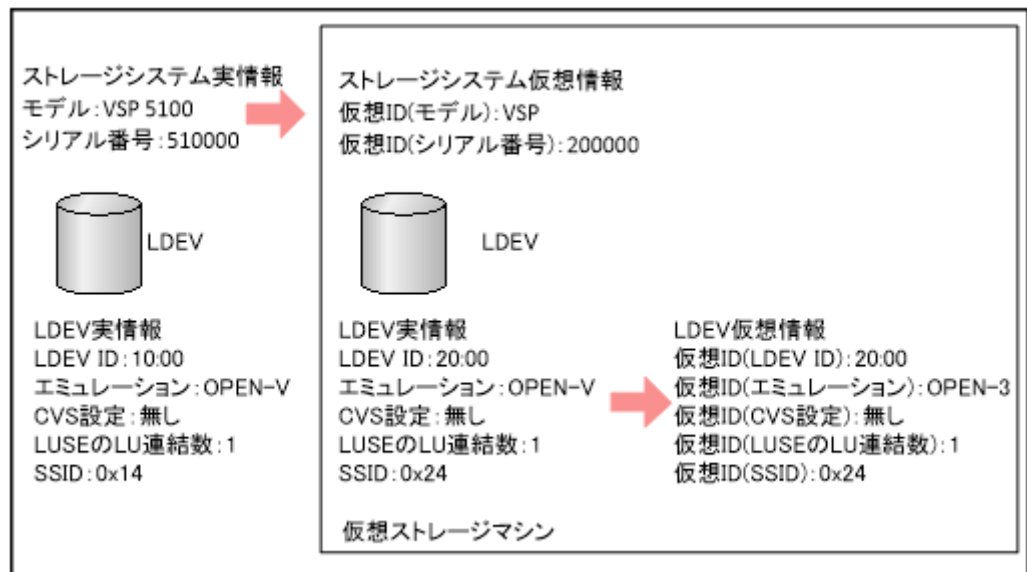 ストレージシステム実情報
モデル:VSP 5100
シリアル番号:510000
LDEV
LDEV実情報
LDEV ID:10:00
エミュレーション:OPEN-V
CVS設定:無し
LUSEのLU連結数:1
SSID:0x14
ストレージシステム仮想情報
仮想ID(モデル):VSP
仮想ID(シリアル番号):200000
LDEV
LDEV実情報
LDEV ID:20:00
エミュレーション:OPEN-V
CVS設定:無し
LUSEのLU連結数:1
SSID:0x24
LDEV仮想情報
仮想ID(LDEV ID):20:00
仮想ID(エミュレーション):OPEN-3
仮想ID(CVS設定):無し
仮想ID(LUSEのLU連結数):1
仮想ID(SSID):0x24
仮想ストレージマシン